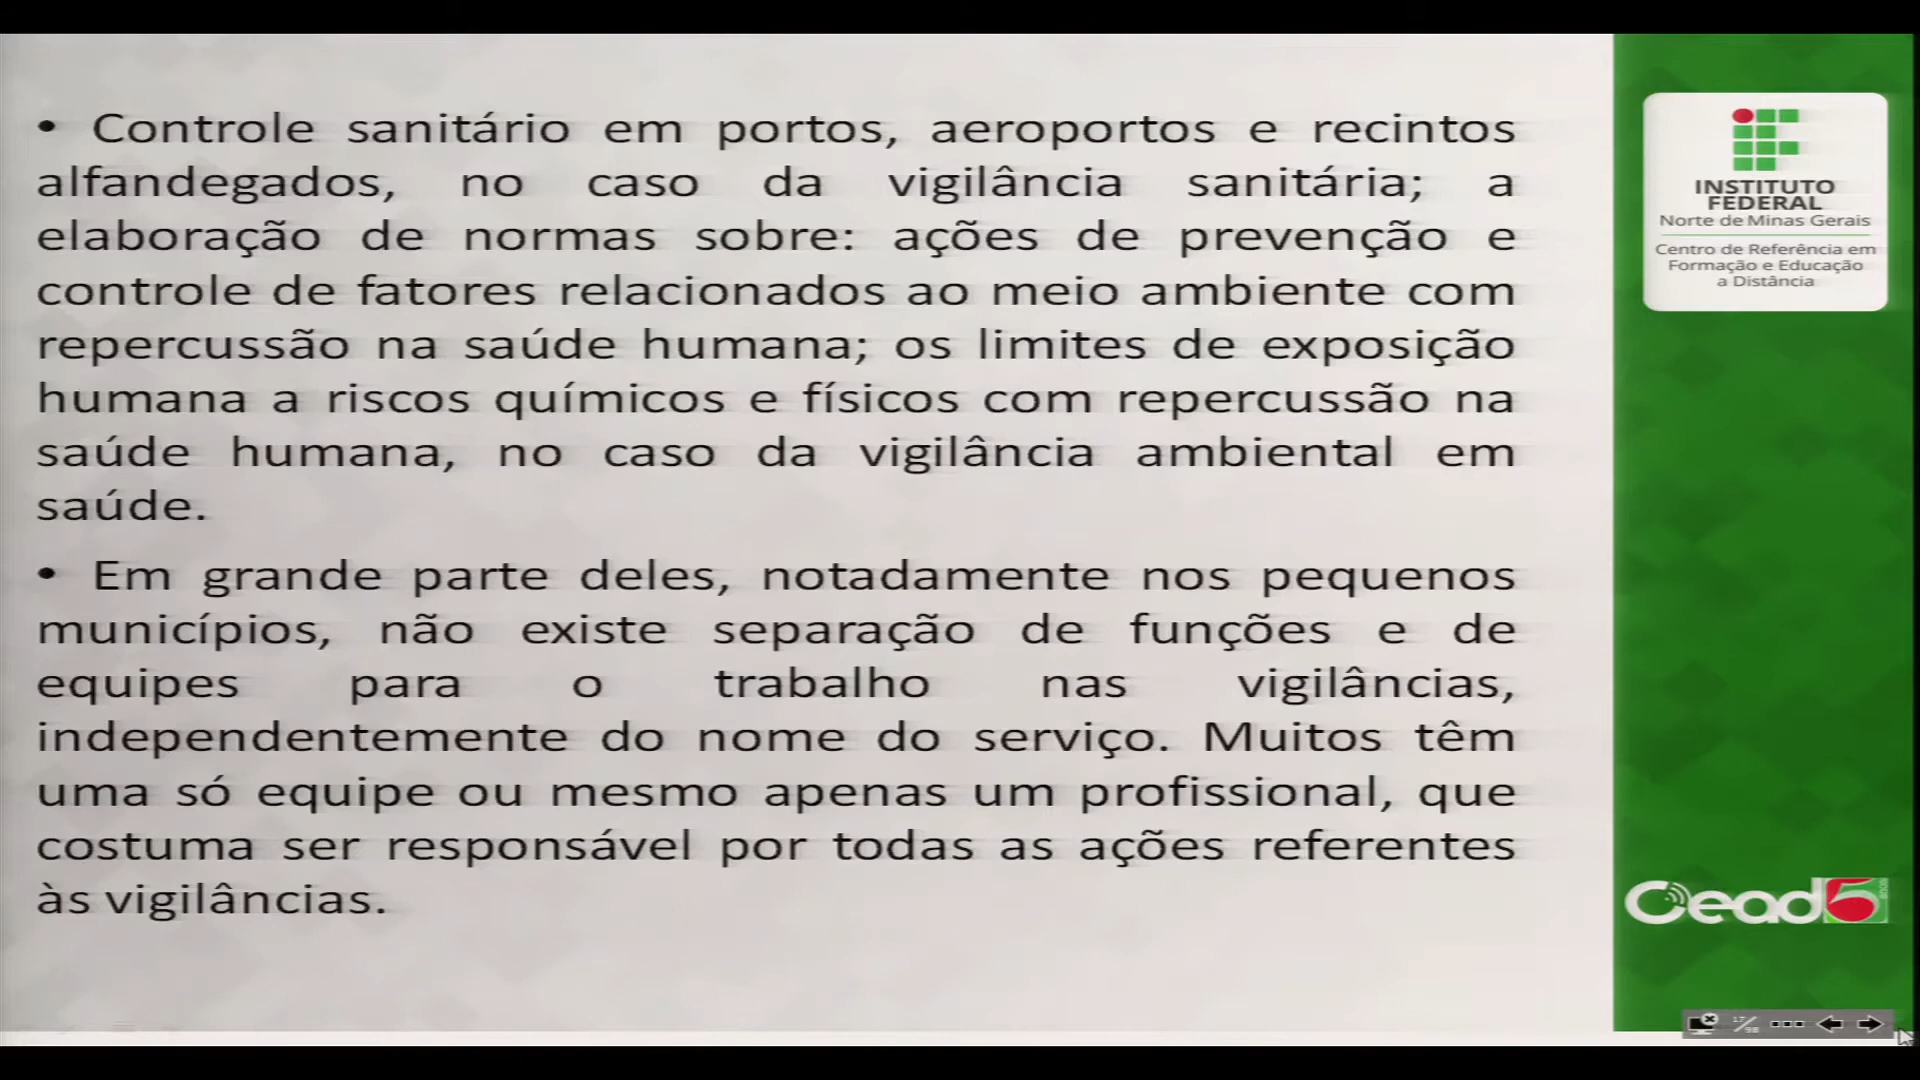 • Controle sanitário em portos, aeroportos e recintos
alfandegados, no caso da vigilância sanitária; a
elaboração de normas sobre: ações de prevenção e
controle de fatores relacionados ao meio ambiente com
repercussão na saúde humana; os limites de exposição
humana a riscos químicos e físicos com repercussão na
saúde humana, no caso da vigilância ambiental em
saúde.
• Em grande parte deles, notadamente nos pequenos
municípios, não existe separação de funções e de
equipes para o trabalho nas vigilâncias,
independentemente do nome do serviço. Muitos têm
uma só equipe ou mesmo apenas um profissional, que
costuma ser responsável por todas as ações referentes
às vigilâncias.
INSTITUTO
FEDERAL
Norte de Minas Gerais
Centro de Referência em
Formação e Educação
a Distância
Cead5
17/98